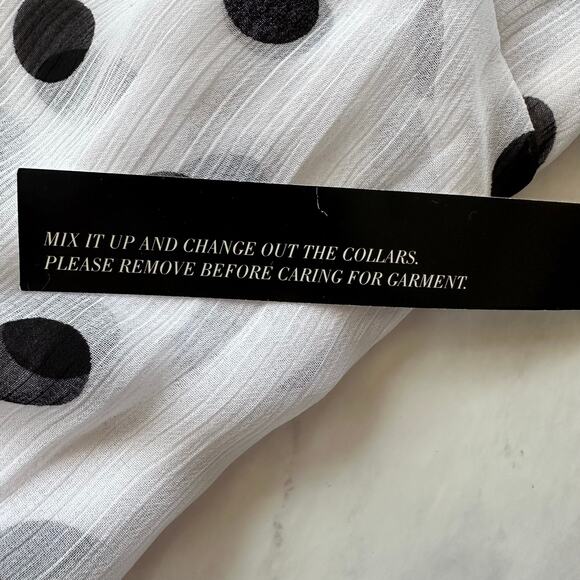 MIX IT UP AND CHANGE OUT THE COLLARS.
PLEASE REMOVE BEFORE CARING FOR GARMENT.